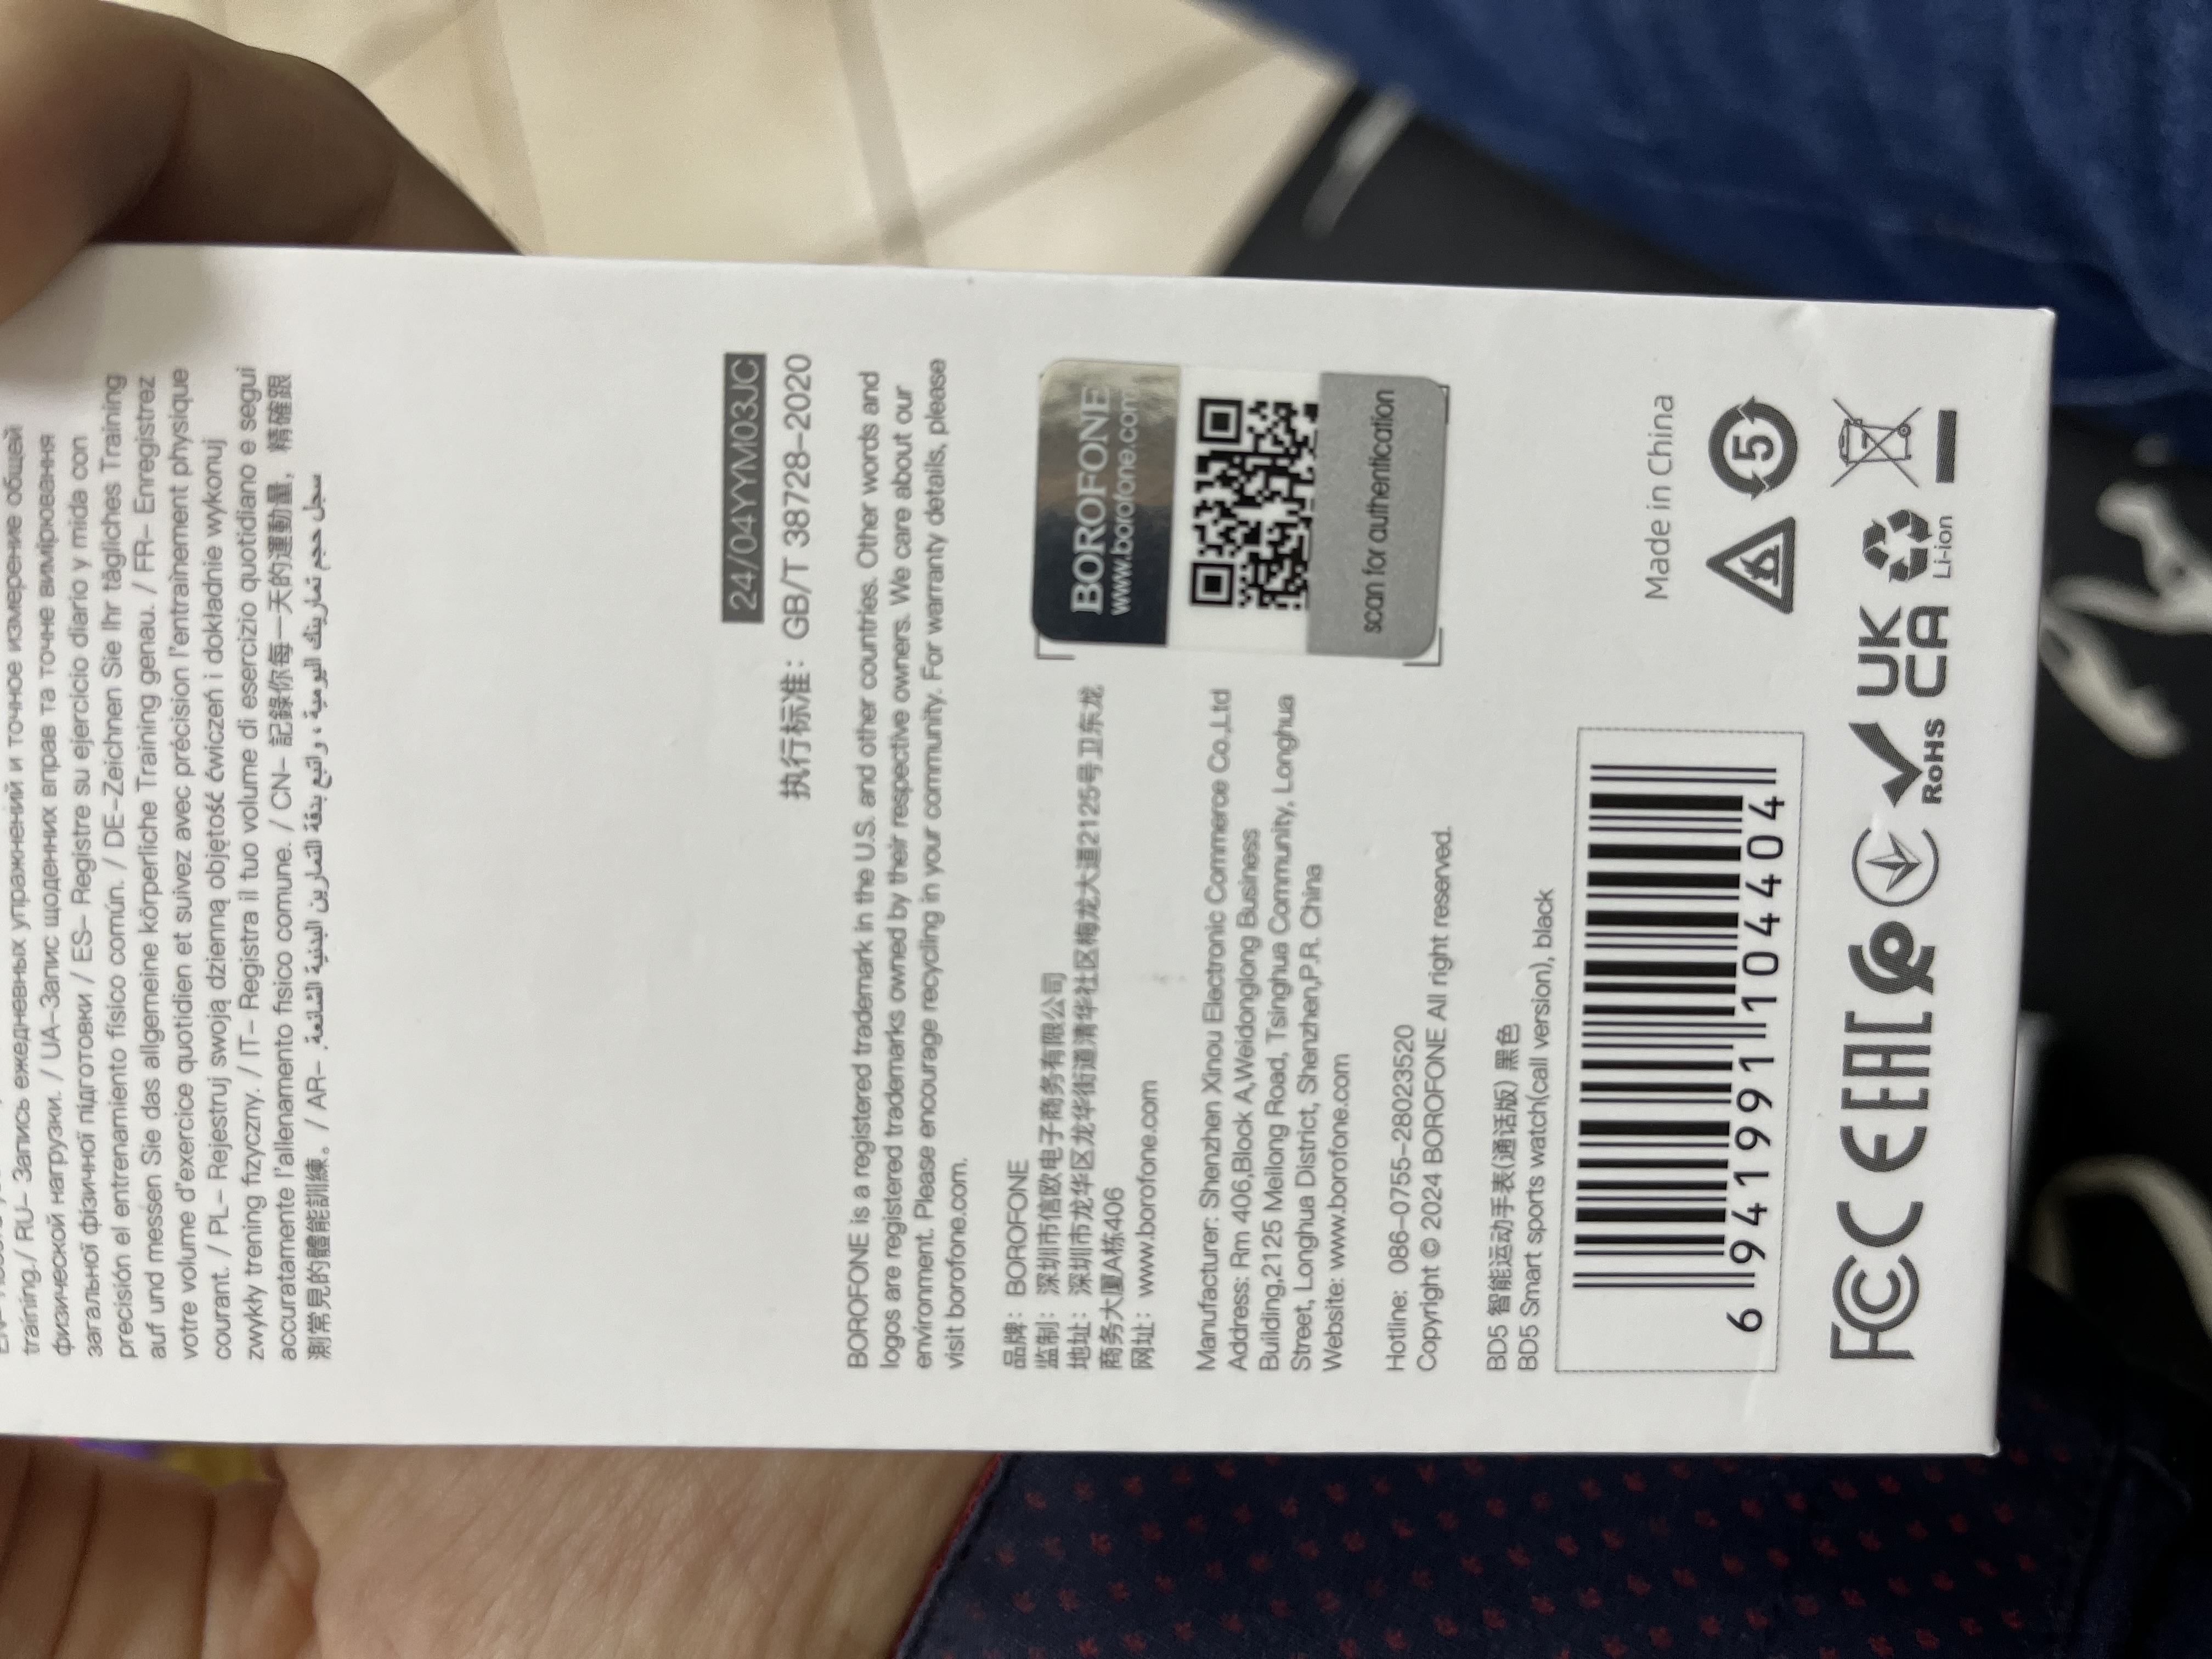 training./ RU- Запись ежедневных упражнений и точное измерение общей
физической нагрузки. / UA-Запис щоденних вправ та точне вимірювання
загальної фізичної підготовки / ES- Registre su ejercicio diario y mida con
precisión el entrenamiento físico común. / DE-Zeichnen Sie Ihr tägliches Training
auf und messen Sie das allgemeine körperliche Training genau. / FR- Enregistrez
votre volume d'exercice quotidien et suivez avec précision l'entraînement physique
courant. / PL- Rejestruj swoją dzienną objętość ćwiczeń i dokładnie wykonuj
zwykły trening fizyczny. / IT- Registra il tuo volume di esercizio quotidiano e segui
accuratamente l'allenamento fisico comune. / CN- 記錄你每一天的運動量，精確跟
測常見的體能訓練。 / AR- سجل حجم تمارينك اليومية ، واتبع بدقة التمارين البدنية الشائعة.
24/04YYM03JC
执行标准：GB/T 38728-2020
BOROFONE is a registered trademark in the U.S. and other countries. Other words and
logos are registered trademarks owned by their respective owners. We care about our
environment. Please encourage recycling in your community. For warranty details, please
visit borofone.com.
品牌：BOROFONE
监制：深圳市信欧电子商务有限公司
地址：深圳市龙华区龙华街道清华社区梅龙大道2125号卫东龙
商务大厦A栋406
网址：www.borofone.com
BOROFONE
www.borofone.com
scan for authentication
Manufacturer: Shenzhen Xinou Electronic Commerce Co.,Ltd
Address: Rm 406,Block A,Weidonglong Business
Building,2125 Meilong Road, Tsinghua Community, Longhua
Street, Longhua District, Shenzhen,P.R. China
Website: www.borofone.com
Hotline: 086-0755-28023520
Copyright © 2024 BOROFONE All right reserved.
BD5 智能运动手表(通话版) 黑色
BD5 Smart sports watch(call version), black
Made in China
6 941991 104404
5
FC CE EAC RoHS UK CA Li-ion